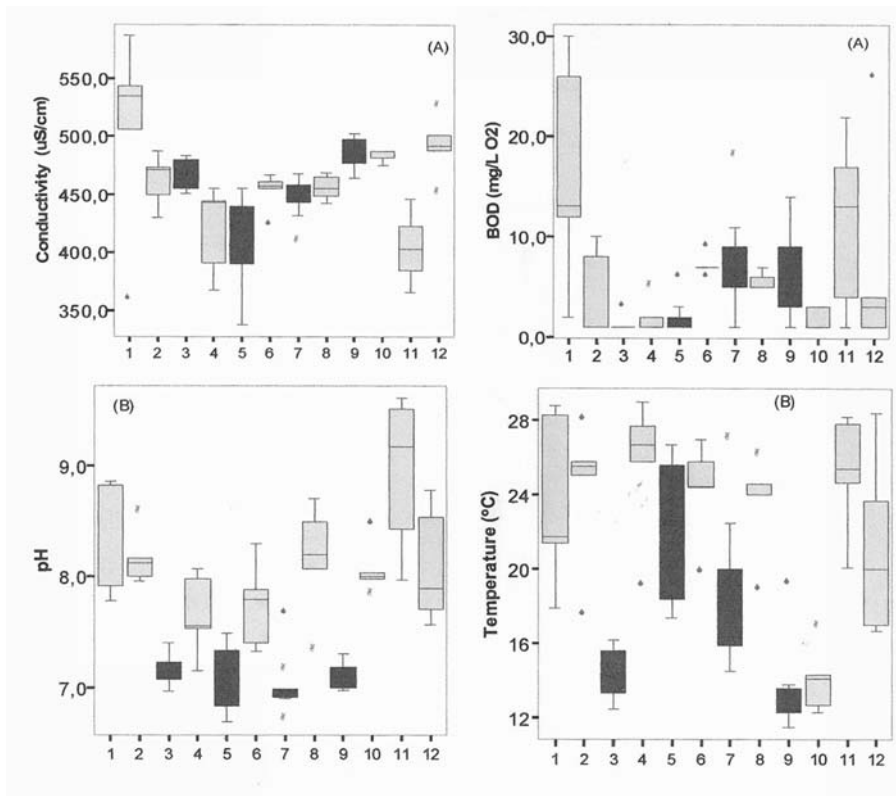 (A)
Conductivity (uS/cm)
550,0
500,0
450,0
400,0
350,0
1 2 3 4 5 6 7 8 9 10 11 12
(A)
BOD (mg/L O2)
30,0
20,0
10,0
0,0
1 2 3 4 5 6 7 8 9 10 11 12
(B)
pH
9,0
8,0
7,0
1 2 3 4 5 6 7 8 9 10 11 12
(B)
Temperature (°C)
28
24
20
16
12
1 2 3 4 5 6 7 8 9 10 11 12